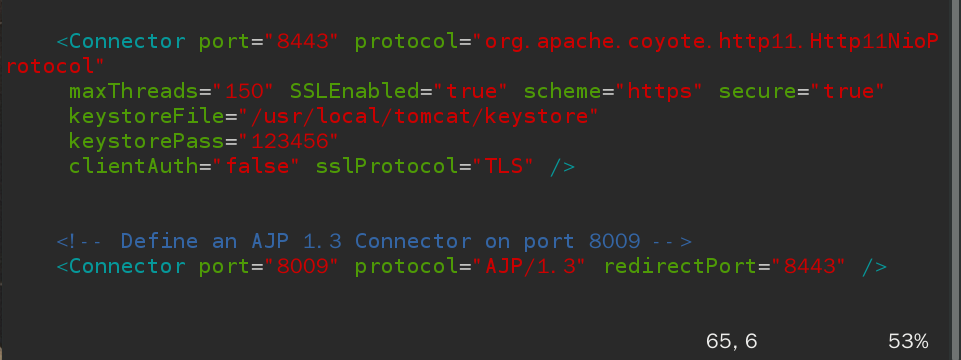 <Connector port="8443" protocol="org.apache.coyote.http11.Http11NioP
rotocol"
maxThreads="150" SSLEnabled="true" scheme="https" secure="true"
keystoreFile="/usr/local/tomcat/keystore"
keystorePass="123456"
clientAuth="false" sslProtocol="TLS" />
<!-- Define an AJP 1.3 Connector on port 8009 -->
<Connector port="8009" protocol="AJP/1.3" redirectPort="8443" />
65,6 53%